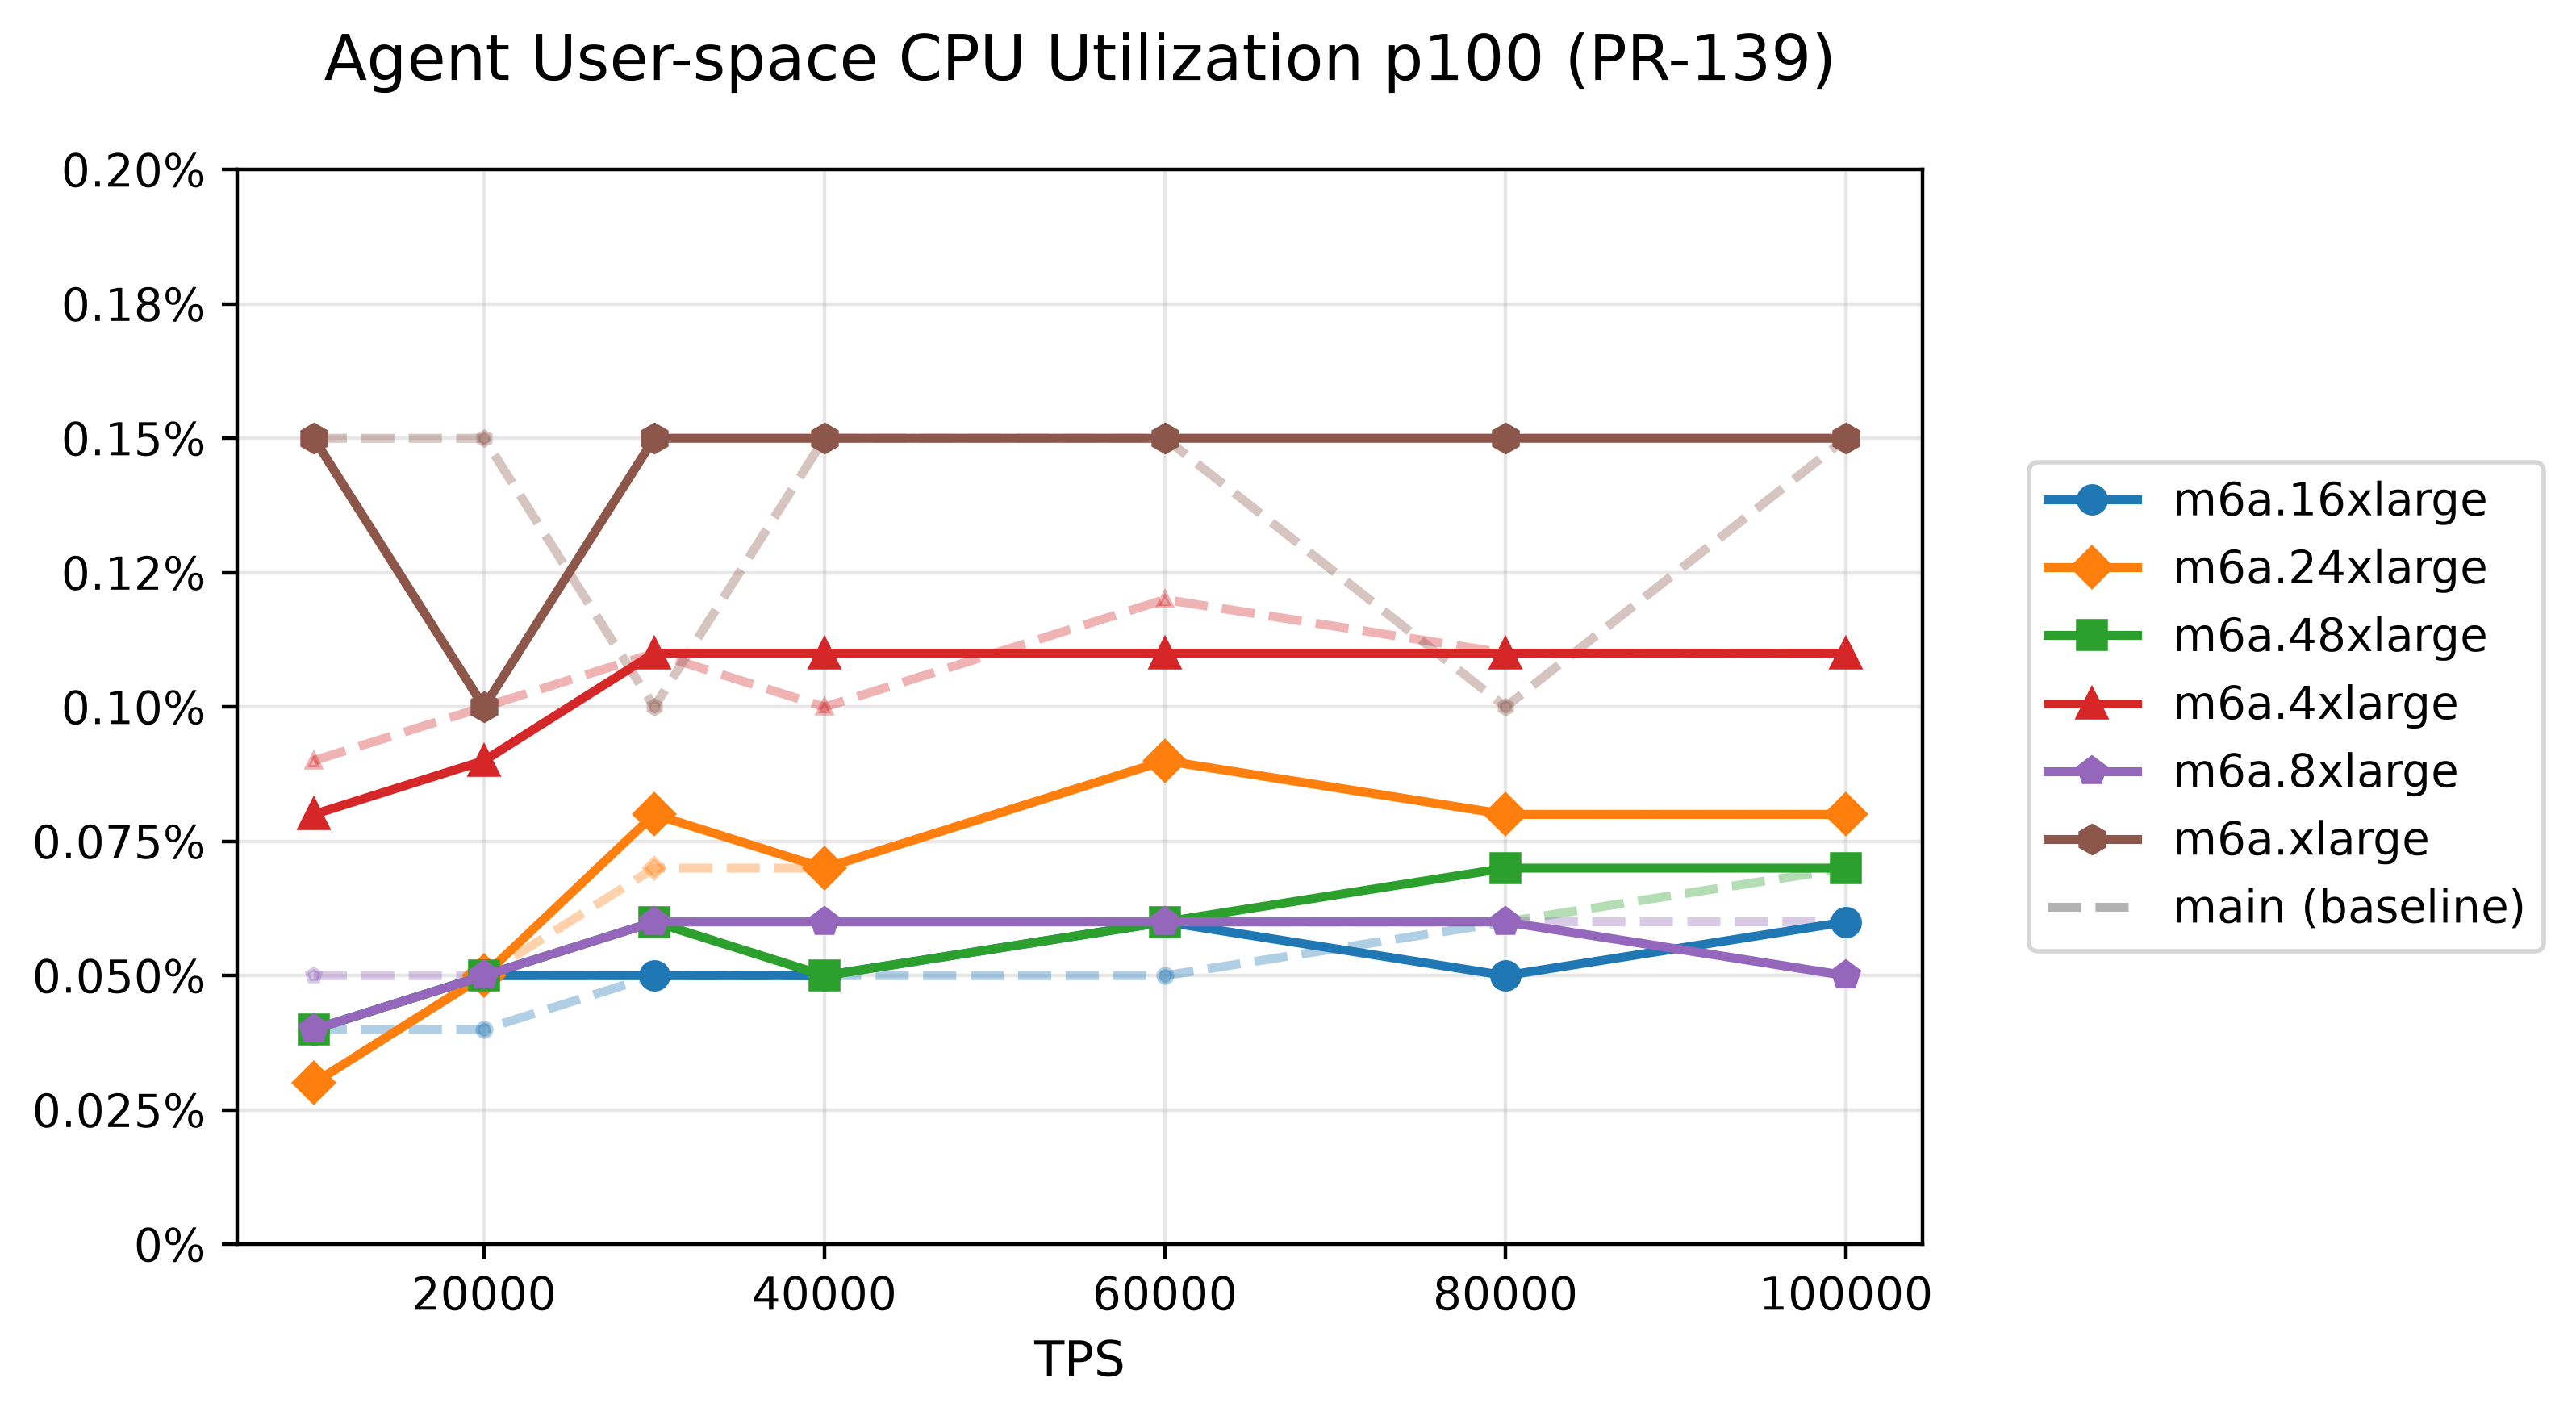 Agent User-space CPU Utilization p100 (PR-139)
0.20%
0.18%
0.15%
0.12%
0.10%
0.075%
0.050%
0.025%
0%
20000 40000 60000 80000 100000
TPS
m6a.16xlarge
m6a.24xlarge
m6a.48xlarge
m6a.4xlarge
m6a.8xlarge
m6a.xlarge
main (baseline)